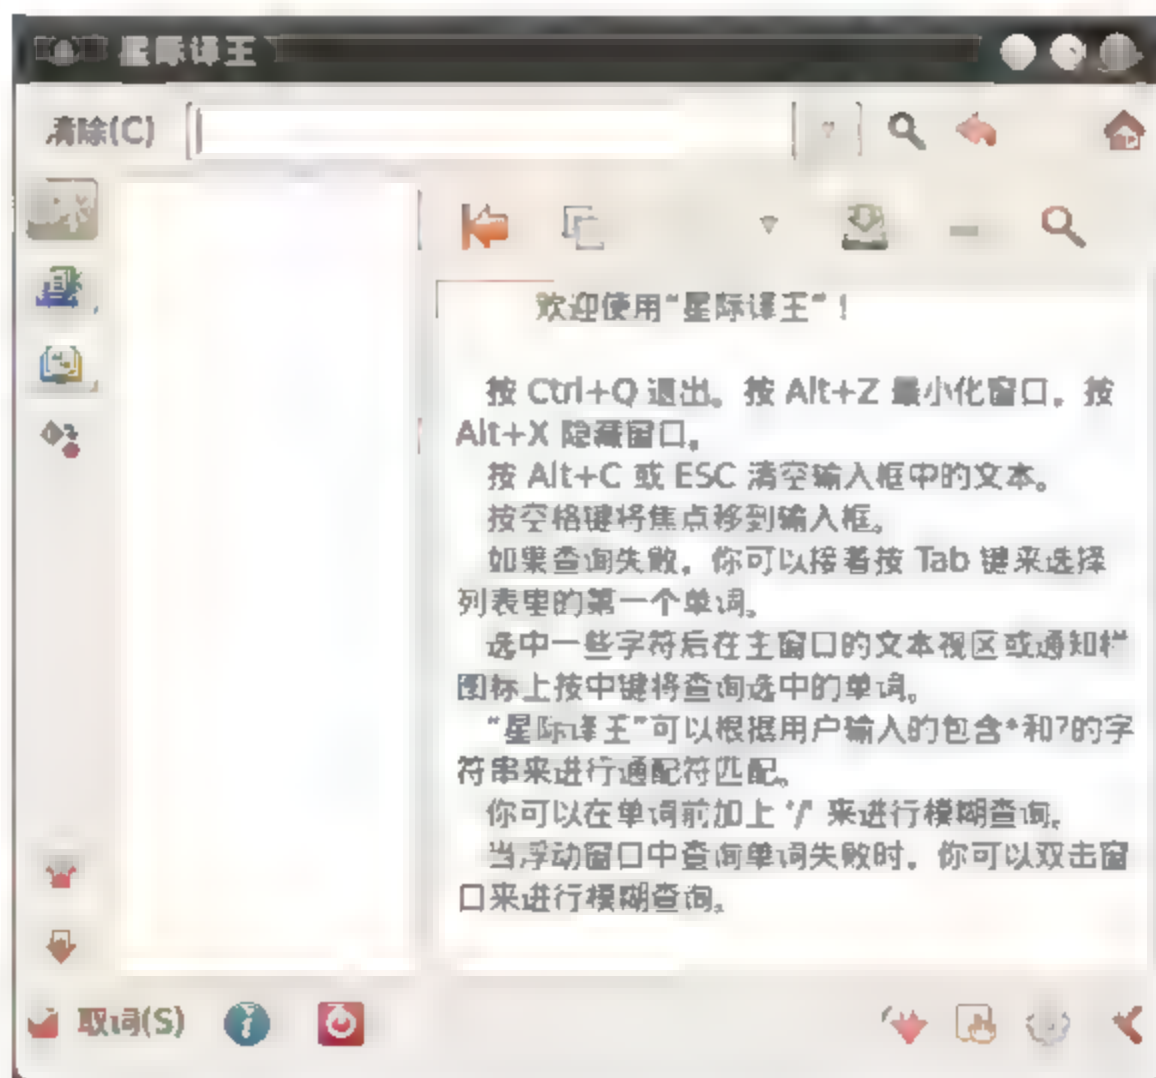 星际译王
清除(C)
欢迎使用“星际译王”！
按 Ctrl+Q 退出。按 Alt+Z 最小化窗口，按
Alt+X 隐藏窗口。
按 Alt+C 或 ESC 清空输入框中的文本。
按空格键将焦点移到输入框。
如果查询失败，你可以接着按 Tab 键来选择
列表里的第一个单词。
选中一些字符后在主窗口的文本视区或通知栏
图标上按中键将查询选中的单词。
“星际译王”可以根据用户输入的包含*和?的字
符串来进行通配符匹配。
你可以在单词前加上 '/' 来进行模糊查询。
当浮动窗口中查询单词失败时，你可以双击窗
口来进行模糊查询。
取词(S)